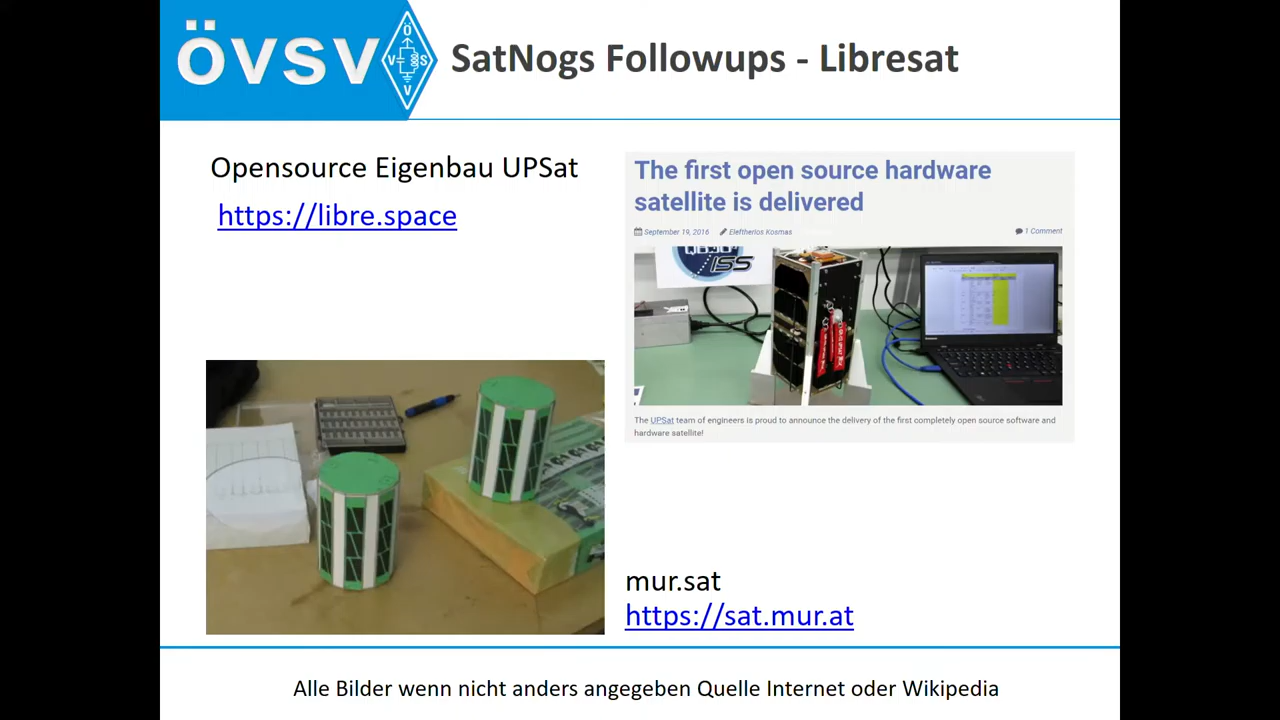 ÖVSV
Ö
V S
V
SatNogs Followups - Libresat
Opensource Eigenbau UPSat
https://libre.space
The first open source hardware
satellite is delivered
September 19, 2016 Eleftherios Kosmas 1 Comment
ISS
The UPSat team of engineers is proud to announce the delivery of the first completely open source software and
hardware satellite!
mur.sat
https://sat.mur.at
Alle Bilder wenn nicht anders angegeben Quelle Internet oder Wikipedia